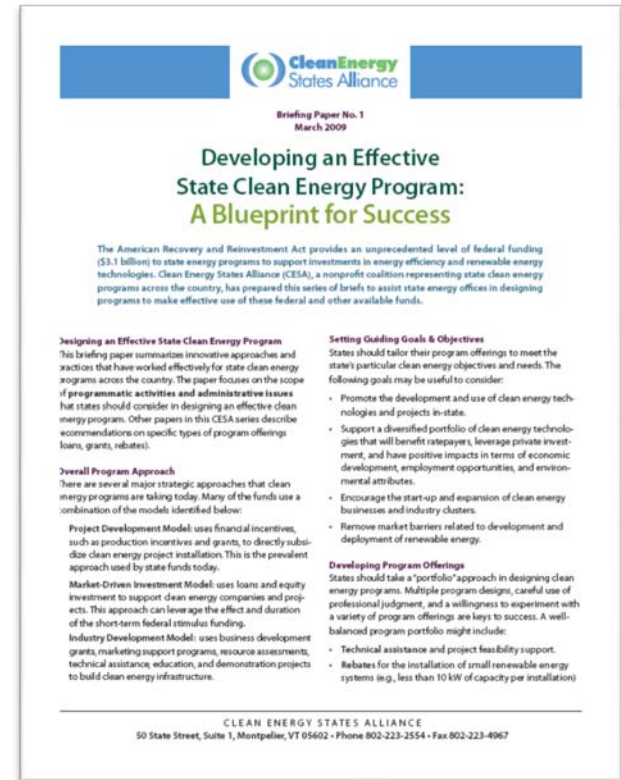 CleanEnergy
States Alliance
Briefing Paper No. 1
March 2009
Developing an Effective
State Clean Energy Program:
A Blueprint for Success
The American Recovery and Reinvestment Act provides an unprecedented level of federal funding
($3.1 billion) to state energy programs to support investments in energy efficiency and renewable energy
technologies. Clean Energy States Alliance (CESA), a nonprofit coalition representing state clean energy
programs across the country, has prepared this series of briefs to assist state energy offices in designing
programs to make effective use of these federal and other available funds.
Designing an Effective State Clean Energy Program
This briefing paper summarizes innovative approaches and
practices that have worked effectively for state clean energy
programs across the country. The paper focuses on the scope
of programmatic activities and administrative issues
that states should consider in designing an effective clean
energy program. Other papers in this CESA series describe
recommendations on specific types of program offerings
loans, grants, rebates).
Overall Program Approach
There are several major strategic approaches that clean
energy programs are taking today. Many of the funds use a
combination of the models identified below:
Project Development Model: uses financial incentives,
such as production incentives and grants, to directly subsi-
dize clean energy project installation. This is the prevalent
approach used by state funds today.
Market-Driven Investment Model: uses loans and equity
investment to support clean energy companies and proj-
ects. This approach can leverage the effect and duration
of the short-term federal stimulus funding.
Industry Development Model: uses business development
grants, marketing support programs, resource assessments,
technical assistance, education, and demonstration projects
to build clean energy infrastructure.
Setting Guiding Goals & Objectives
States should tailor their program offerings to meet the
state's particular clean energy objectives and needs. The
following goals may be useful to consider:
• Promote the development and use of clean energy tech-
nologies and projects in-state.
• Support a diversified portfolio of clean energy technolo-
gies that will benefit ratepayers, leverage private invest-
ment, and have positive impacts in terms of economic
development, employment opportunities, and environ-
mental attributes.
• Encourage the start-up and expansion of clean energy
businesses and industry clusters.
• Remove market barriers related to development and
deployment of renewable energy.
Developing Program Offerings
States should take a "portfolio" approach in designing clean
energy programs. Multiple program designs, careful use of
professional judgment, and a willingness to experiment with
a variety of program offerings are keys to success. A well-
balanced program portfolio might include:
• Technical assistance and project feasibility support.
• Rebates for the installation of small renewable energy
systems (e.g., less than 10 kW of capacity per installation)
CLEAN ENERGY STATES ALLIANCE
50 State Street, Suite 1, Montpelier, VT 05602 • Phone 802-223-2554 • Fax 802-223-4967